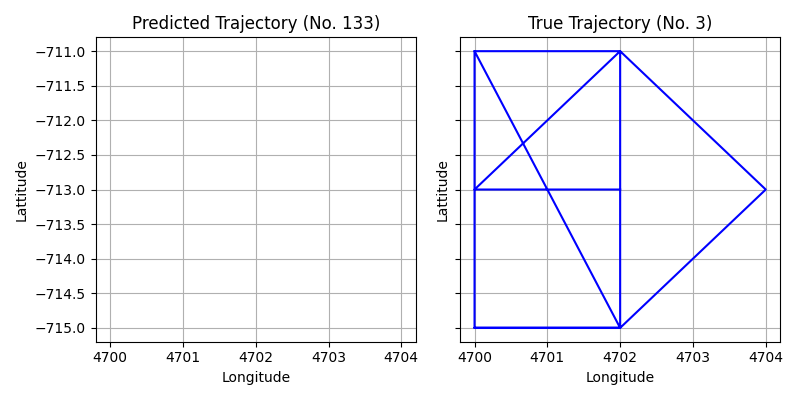 Predicted Trajectory (No. 133)
True Trajectory (No. 3)
Lattitude
−711.0
−711.5
−712.0
−712.5
−713.0
−713.5
−714.0
−714.5
−715.0
4700 4701 4702 4703 4704
Longitude
Lattitude
4700 4701 4702 4703 4704
Longitude